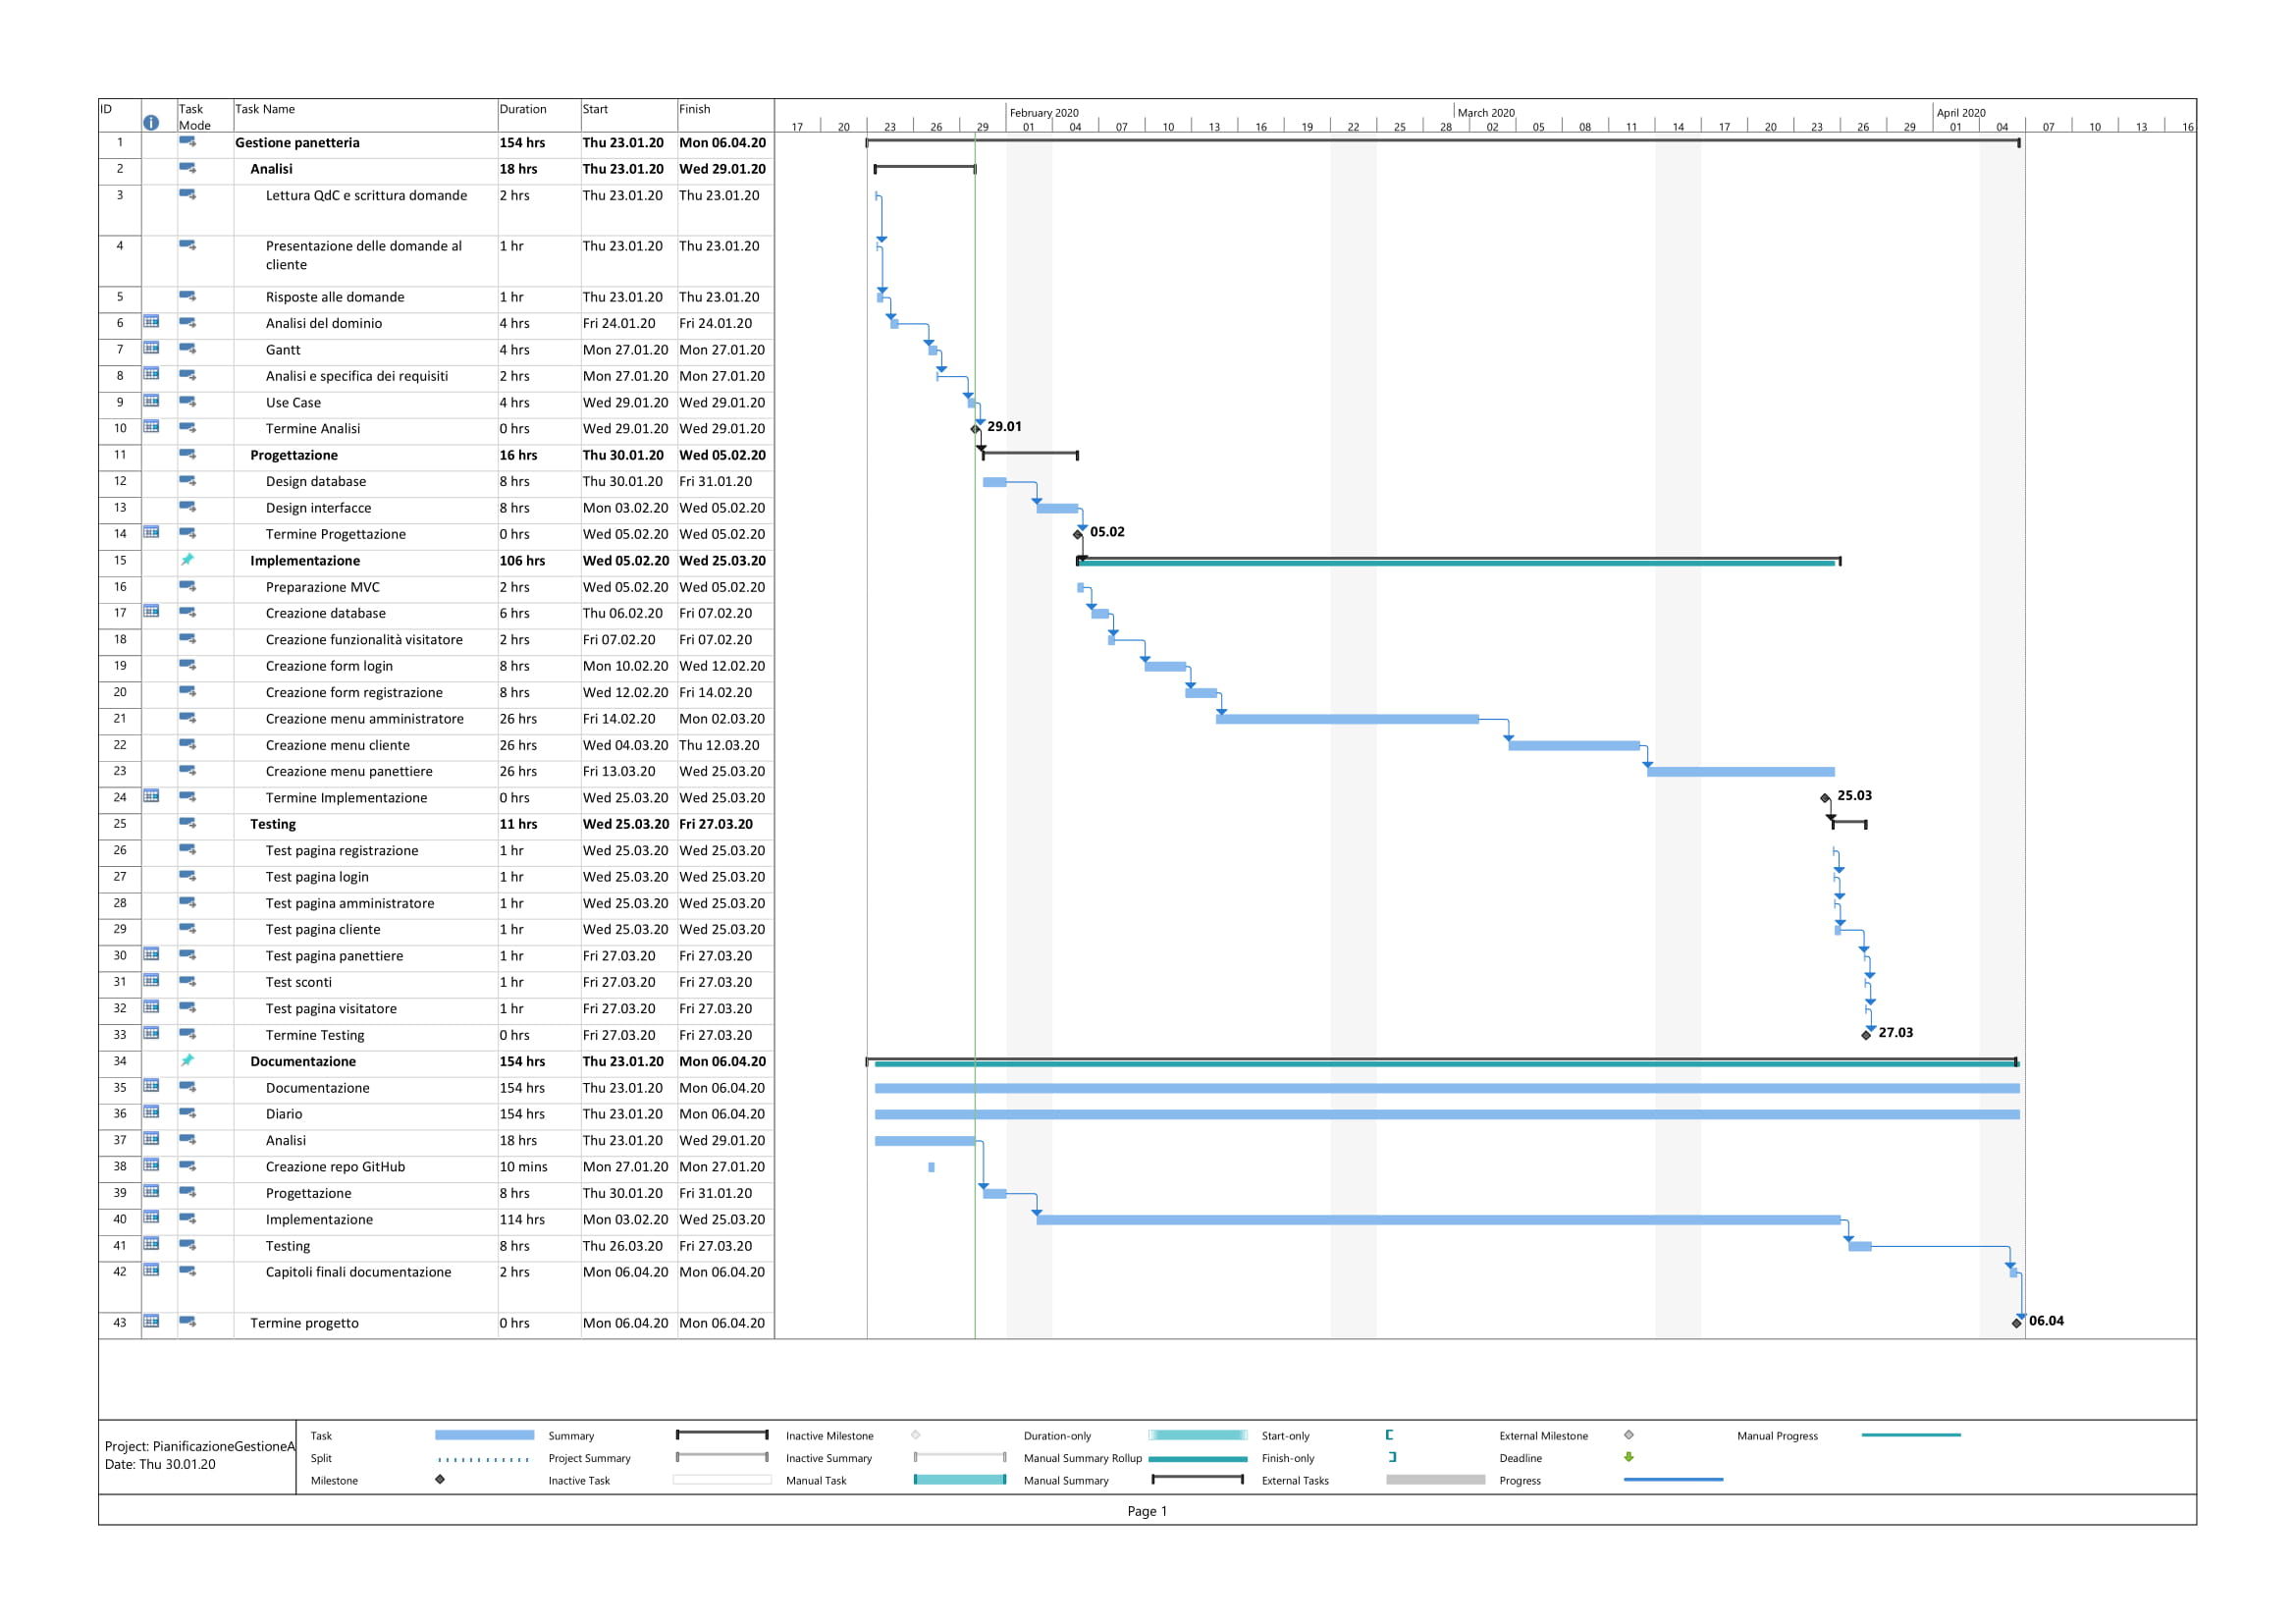 ID Task Mode Task Name Duration Start Finish
February 2020 March 2020 April 2020
17 20 23 26 29 01 04 07 10 13 16 19 22 25 28 02 05 08 11 14 17 20 23 26 29 01 04 07 10 13 16
1 Gestione panetteria 154 hrs Thu 23.01.20 Mon 06.04.20
2 Analisi 18 hrs Thu 23.01.20 Wed 29.01.20
3 Lettura QdC e scrittura domande 2 hrs Thu 23.01.20 Thu 23.01.20
4 Presentazione delle domande al 1 hr Thu 23.01.20 Thu 23.01.20
cliente
5 Risposte alle domande 1 hr Thu 23.01.20 Thu 23.01.20
6 Analisi del dominio 4 hrs Fri 24.01.20 Fri 24.01.20
7 Gantt 4 hrs Mon 27.01.20 Mon 27.01.20
8 Analisi e specifica dei requisiti 2 hrs Mon 27.01.20 Mon 27.01.20
9 Use Case 4 hrs Wed 29.01.20 Wed 29.01.20
10 Termine Analisi 0 hrs Wed 29.01.20 Wed 29.01.20 29.01
11 Progettazione 16 hrs Thu 30.01.20 Wed 05.02.20
12 Design database 8 hrs Thu 30.01.20 Fri 31.01.20
13 Design interfacce 8 hrs Mon 03.02.20 Wed 05.02.20
14 Termine Progettazione 0 hrs Wed 05.02.20 Wed 05.02.20 05.02
15 Implementazione 106 hrs Wed 05.02.20 Wed 25.03.20
16 Preparazione MVC 2 hrs Wed 05.02.20 Wed 05.02.20
17 Creazione database 6 hrs Thu 06.02.20 Fri 07.02.20
18 Creazione funzionalità visitatore 2 hrs Fri 07.02.20 Fri 07.02.20
19 Creazione form login 8 hrs Mon 10.02.20 Wed 12.02.20
20 Creazione form registrazione 8 hrs Wed 12.02.20 Fri 14.02.20
21 Creazione menu amministratore 26 hrs Fri 14.02.20 Mon 02.03.20
22 Creazione menu cliente 26 hrs Wed 04.03.20 Thu 12.03.20
23 Creazione menu panettiere 26 hrs Fri 13.03.20 Wed 25.03.20
24 Termine Implementazione 0 hrs Wed 25.03.20 Wed 25.03.20 25.03
25 Testing 11 hrs Wed 25.03.20 Fri 27.03.20
26 Test pagina registrazione 1 hr Wed 25.03.20 Wed 25.03.20
27 Test pagina login 1 hr Wed 25.03.20 Wed 25.03.20
28 Test pagina amministratore 1 hr Wed 25.03.20 Wed 25.03.20
29 Test pagina cliente 1 hr Wed 25.03.20 Wed 25.03.20
30 Test pagina panettiere 1 hr Fri 27.03.20 Fri 27.03.20
31 Test sconti 1 hr Fri 27.03.20 Fri 27.03.20
32 Test pagina visitatore 1 hr Fri 27.03.20 Fri 27.03.20
33 Termine Testing 0 hrs Fri 27.03.20 Fri 27.03.20 27.03
34 Documentazione 154 hrs Thu 23.01.20 Mon 06.04.20
35 Documentazione 154 hrs Thu 23.01.20 Mon 06.04.20
36 Diario 154 hrs Thu 23.01.20 Mon 06.04.20
37 Analisi 18 hrs Thu 23.01.20 Wed 29.01.20
38 Creazione repo GitHub 10 mins Mon 27.01.20 Mon 27.01.20
39 Progettazione 8 hrs Thu 30.01.20 Fri 31.01.20
40 Implementazione 114 hrs Mon 03.02.20 Wed 25.03.20
41 Testing 8 hrs Thu 26.03.20 Fri 27.03.20
42 Capitoli finali documentazione 2 hrs Mon 06.04.20 Mon 06.04.20
43 Termine progetto 0 hrs Mon 06.04.20 Mon 06.04.20 06.04
Project: PianificazioneGestioneA
Date: Thu 30.01.20
Task Summary Inactive Milestone Duration-only Start-only External Milestone Manual Progress
Split Project Summary Inactive Summary Manual Summary Rollup Finish-only Deadline
Milestone Inactive Task Manual Task Manual Summary External Tasks Progress
Page 1